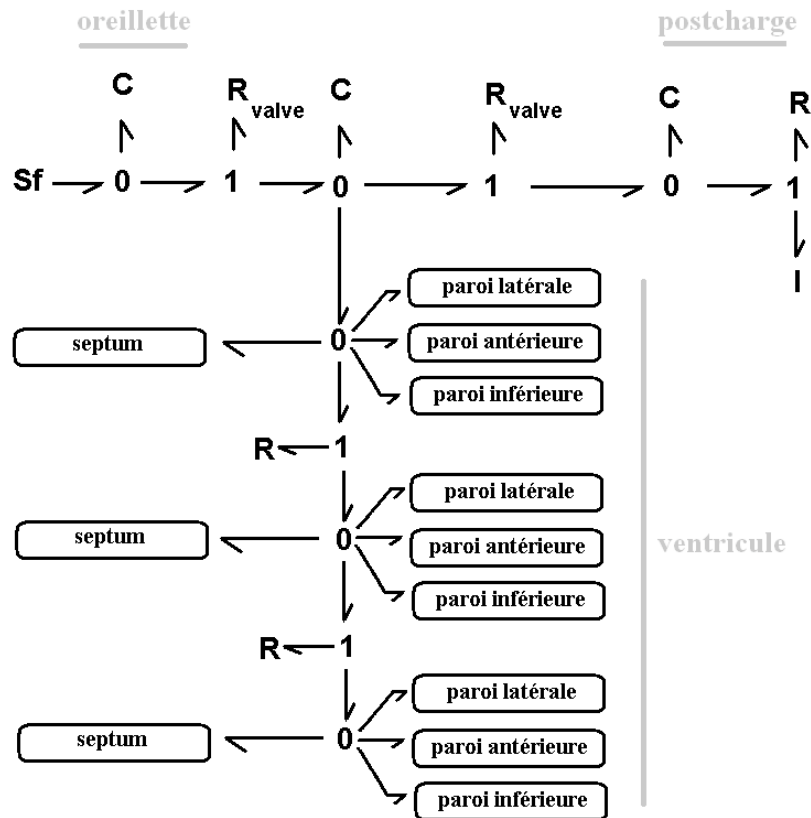 oreillette postcharge
C R valve C R valve C R
Sf 0 1 0 1 0 1
I
paroi latérale
septum 0 paroi antérieure
paroi inférieure
R 1
paroi latérale
septum 0 paroi antérieure
ventricule
paroi inférieure
R 1
paroi latérale
septum 0 paroi antérieure
paroi inférieure